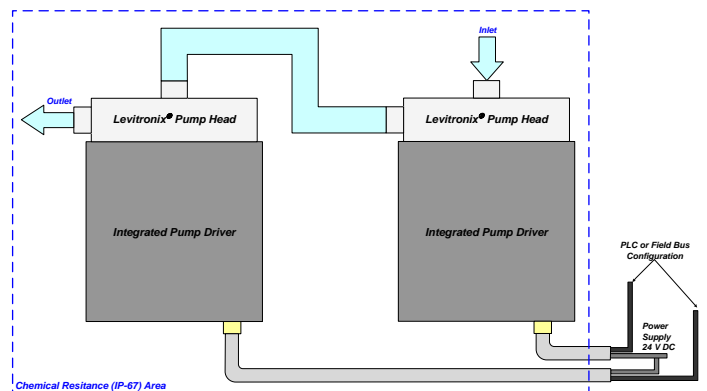 Inlet
Outlet
Levitronix® Pump Head
Levitronix® Pump Head
Integrated Pump Driver
Integrated Pump Driver
PLC or Field Bus
Configuration
Power
Supply
24 V DC
Chemical Resitance (IP-67) Area